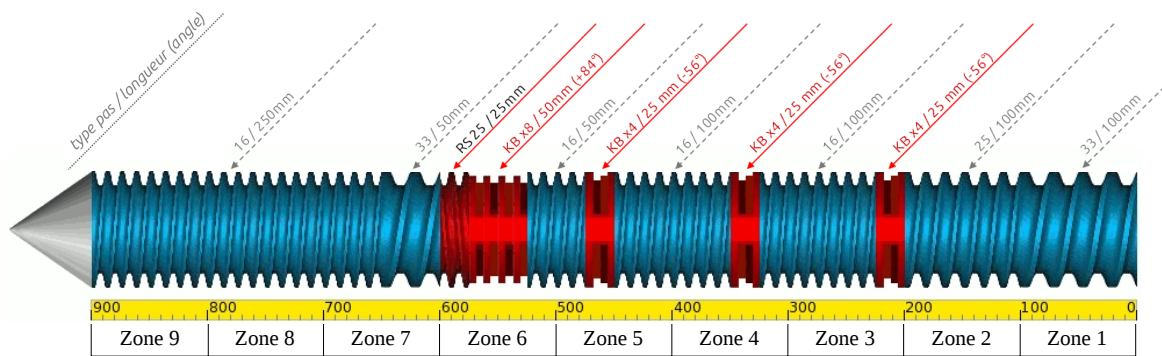 type pas / longueur (angle)
16 / 250mm
33 / 50mm
RS 25 / 25mm
KB x8 / 50mm (+84°)
16 / 50mm
KB x4 / 25 mm (-56°)
16 / 100mm
KB x4 / 25 mm (-56°)
16 / 100mm
KB x4 / 25 mm (-56°)
25 / 100mm
33 / 100mm
900 800 700 600 500 400 300 200 100 0
Zone 9 Zone 8 Zone 7 Zone 6 Zone 5 Zone 4 Zone 3 Zone 2 Zone 1